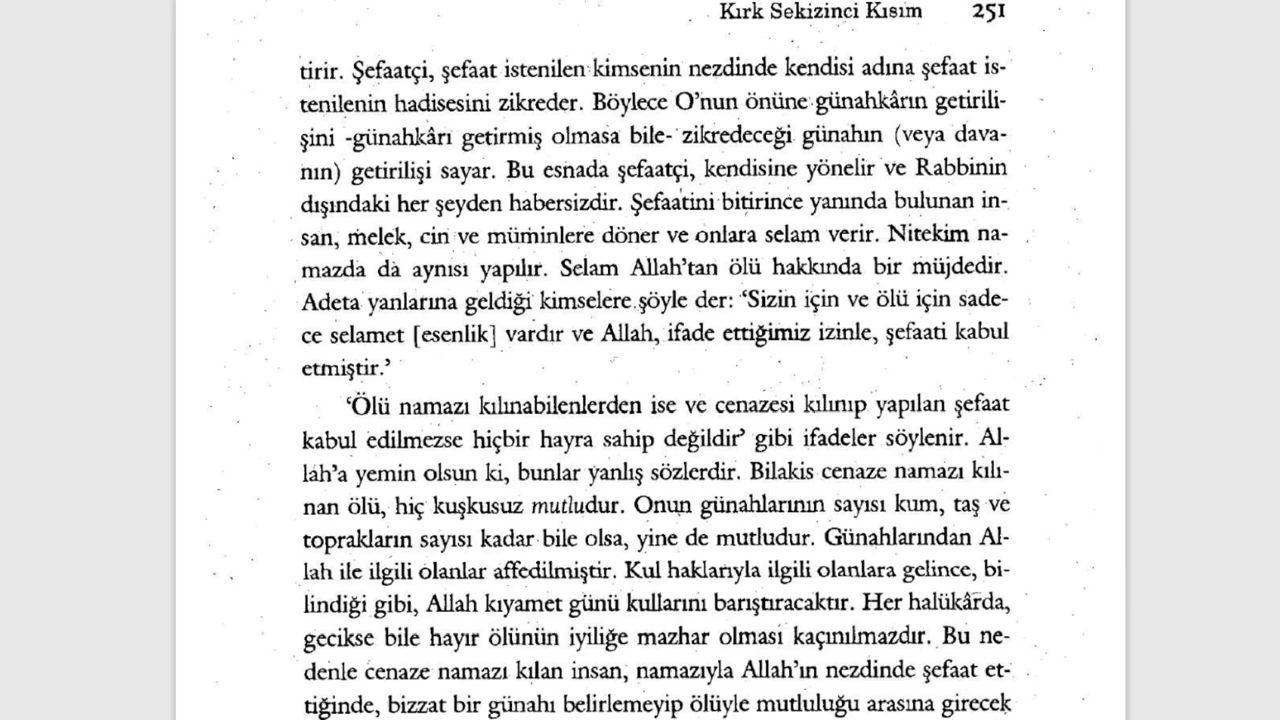 Kırk Sekizinci Kısım 251
tirir. Şefaatçi, şefaat istenilen kimsenin nezdinde kendisi adına şefaat is-
tenilenin hadisesini zikreder. Böylece O’nun önüne günahkârın getirili-
şini -günahkârı getirmiş olmasa bile- zikredeceği günahın (veya dava-
nın) getirilişi sayar. Bu esnada şefaatçi, kendisine yönelir ve Rabbinin
dışındaki her şeyden habersizdir. Şefaatini bitirince yanında bulunan in-
san, melek, cin ve müminlere döner ve onlara selam verir. Nitekim na-
mazda da aynısı yapılır. Selam Allah’tan ölü hakkında bir müjdedir.
Adeta yanlarına geldiği kimselere şöyle der: ‘Sizin için ve ölü için sade-
ce selamet [esenlik] vardır ve Allah, ifade ettiğimiz izinle, şefaati kabul
etmiştir.’
‘Ölü namazı kılınabilenlerden ise ve cenazesi kılınıp yapılan şefaat
kabul edilmezse hiçbir hayra sahip değildir’ gibi ifadeler söylenir. Al-
lah’a yemin olsun ki, bunlar yanlış sözlerdir. Bilakis cenaze namazı kılı-
nan ölü, hiç kuşkusuz mutludur. Onun günahlarının sayısı kum, taş ve
toprakların sayısı kadar bile olsa, yine de mutludur. Günahlarından Al-
lah ile ilgili olanlar affedilmiştir. Kul haklarıyla ilgili olanlara gelince, bi-
lindiği gibi, Allah kıyamet günü kullarını barıştıracaktır. Her halükârda,
gecikse bile hayır ölünün iyiliğe mazhar olması kaçınılmazdır. Bu ne-
denle cenaze namazı kılan insan, namazıyla Allah’ın nezdinde şefaat et-
tiğinde, bizzat bir günahı belirlemeyip ölüyle mutluluğu arasına girecek